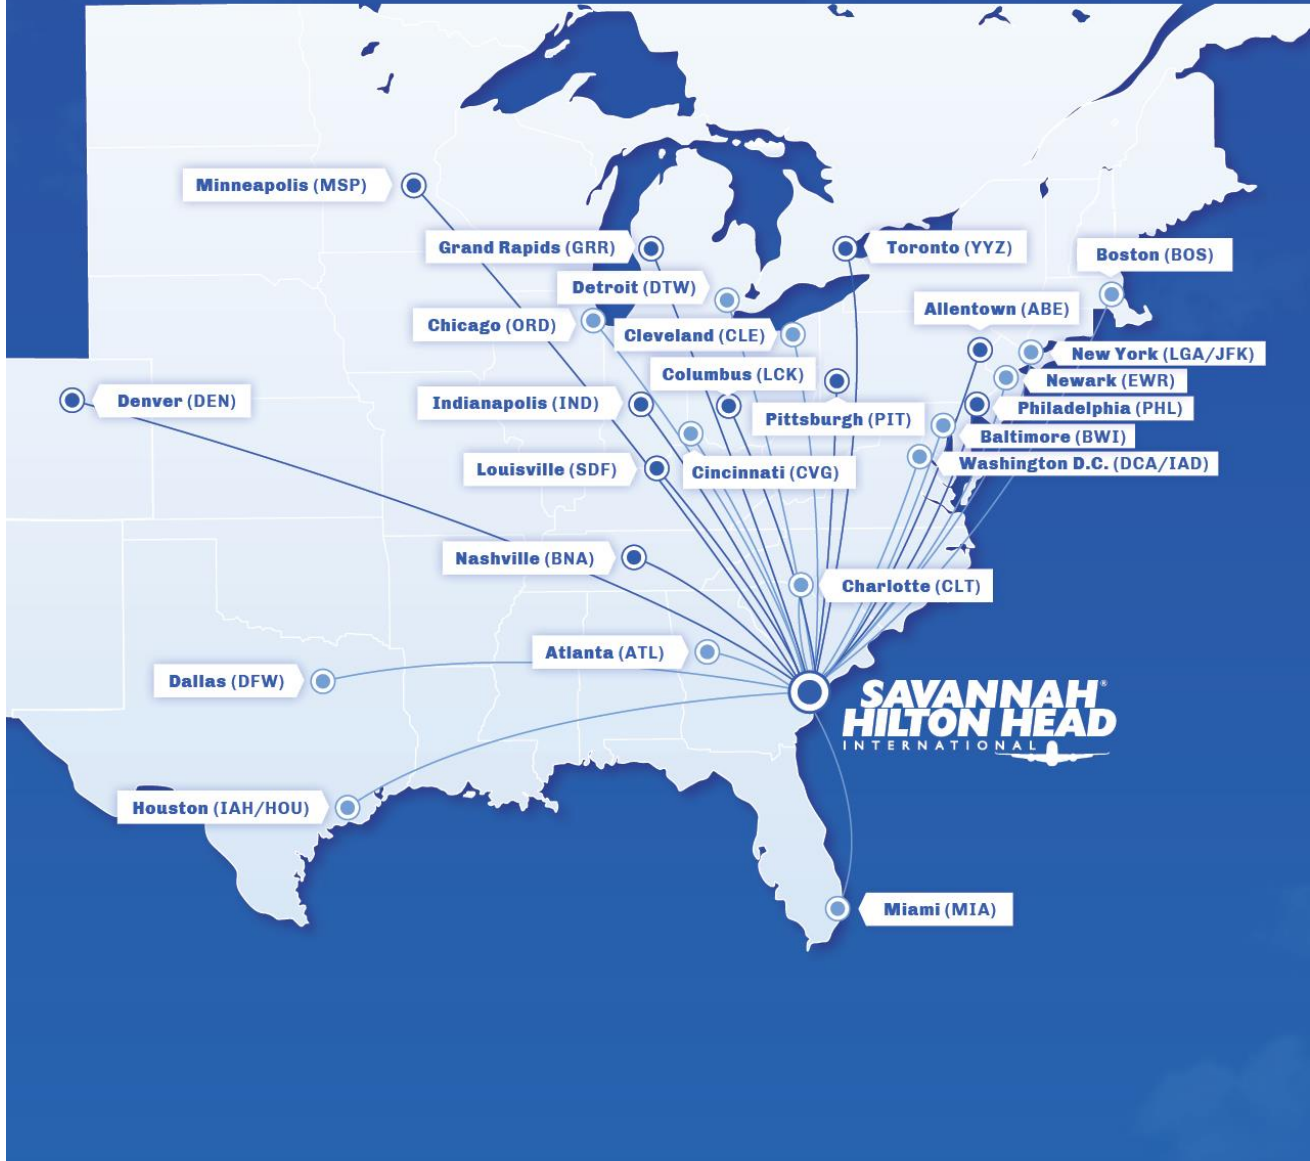 Minneapolis (MSP)
Grand Rapids (GRR)
Toronto (YYZ)
Boston (BOS)
Detroit (DTW)
Allentown (ABE)
Chicago (ORD)
Cleveland (CLE)
New York (LGA/JFK)
Columbus (LCK)
Newark (EWR)
Denver (DEN)
Indianapolis (IND)
Philadelphia (PHL)
Pittsburgh (PIT)
Baltimore (BWI)
Louisville (SDF)
Cincinnati (CVG)
Washington D.C. (DCA/IAD)
Nashville (BNA)
Charlotte (CLT)
Atlanta (ATL)
Dallas (DFW)
SAVANNAH®
HILTON HEAD
INTERNATIONAL
Houston (IAH/HOU)
Miami (MIA)